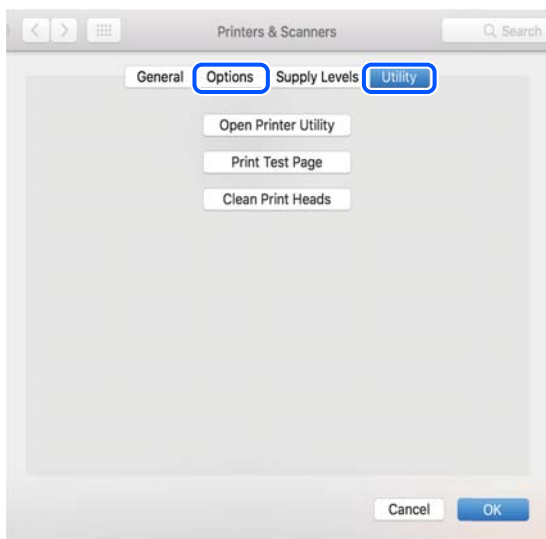 Printers & Scanners Search
General Options Supply Levels Utility
Open Printer Utility
Print Test Page
Clean Print Heads
Cancel OK